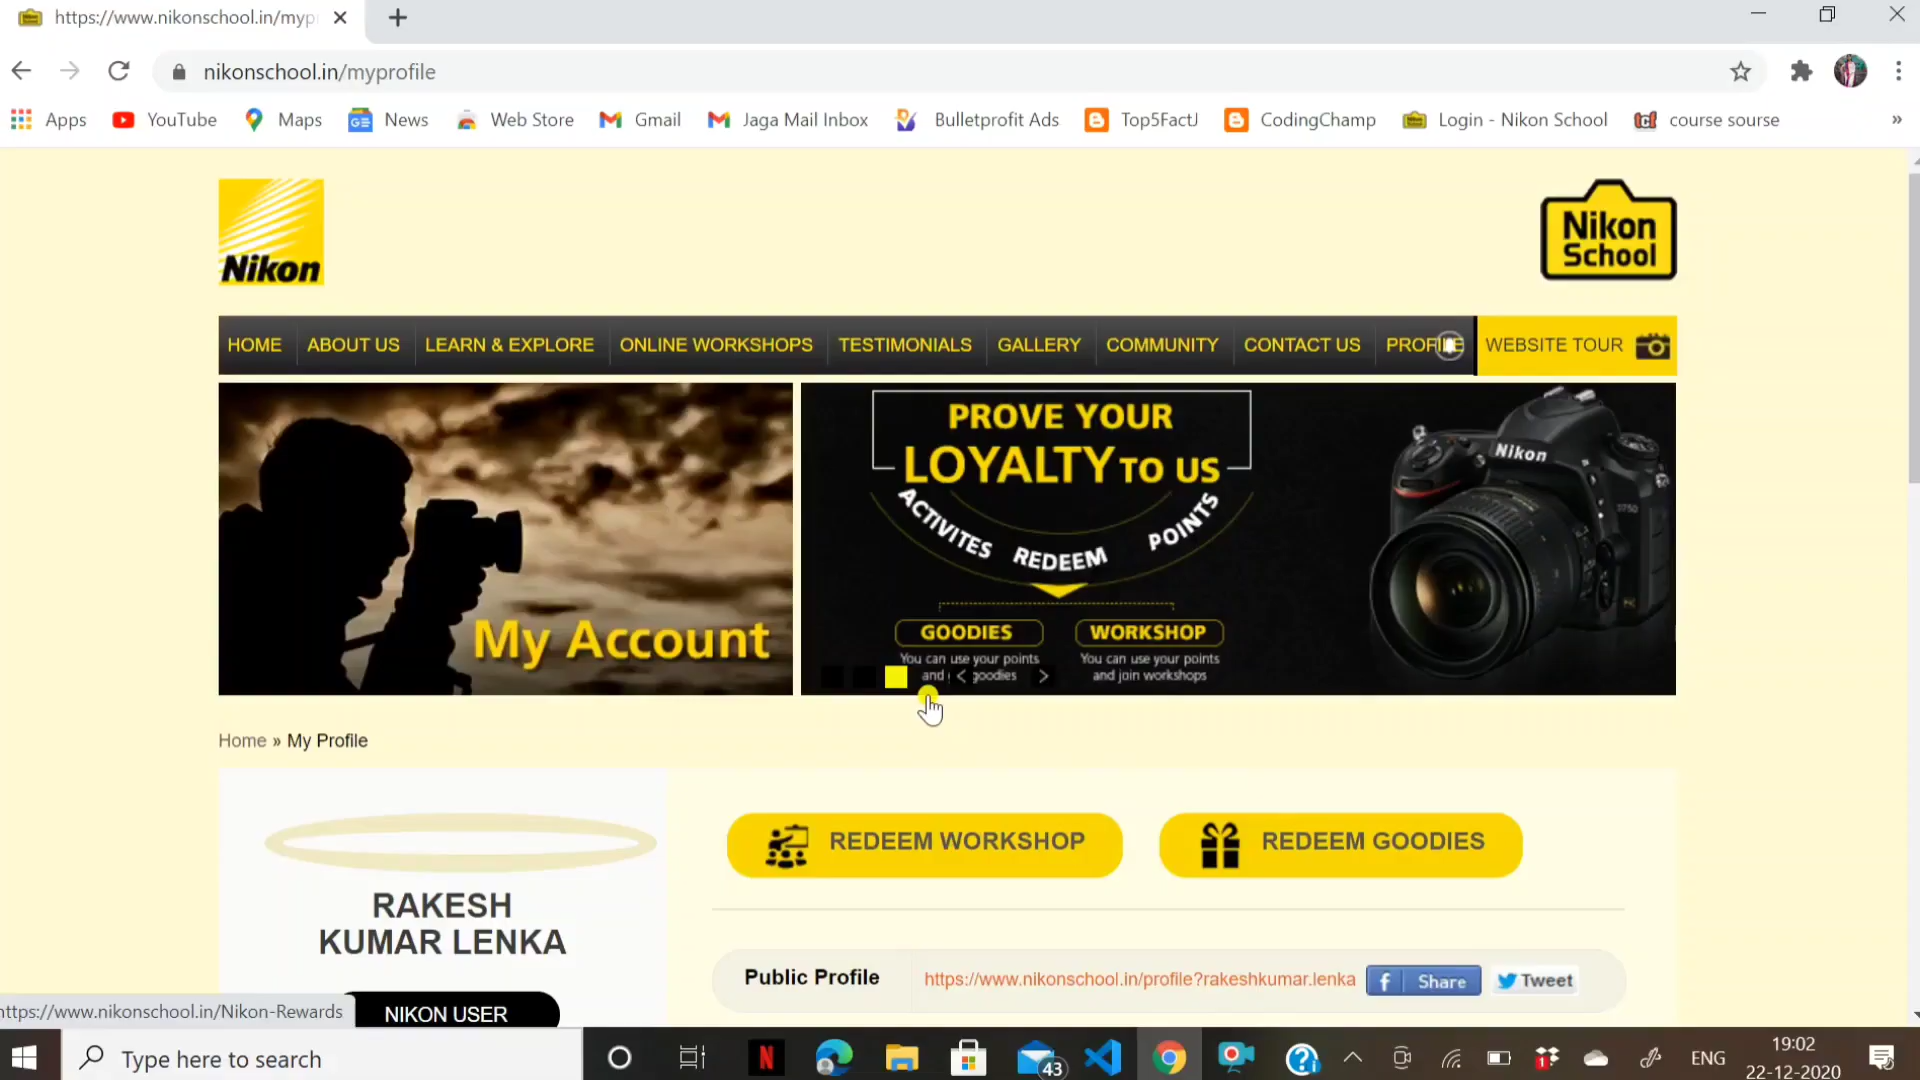 https://www.nikonschool.in/myp
nikonschool.in/myprofile
Apps YouTube Maps News Web Store Gmail Jaga Mail Inbox Bulletprofit Ads Top5FactJ CodingChamp Login - Nikon School course sourse »
Nikon
Nikon
School
HOME ABOUT US LEARN & EXPLORE ONLINE WORKSHOPS TESTIMONIALS GALLERY COMMUNITY CONTACT US PROFILE WEBSITE TOUR
My Account
PROVE YOUR
LOYALTY TO US
ACTIVITES REDEEM POINTS
GOODIES WORKSHOP
You can use your points You can use your points
and goodies and join workshops
Nikon
D750
Home » My Profile
REDEEM WORKSHOP REDEEM GOODIES
RAKESH
KUMAR LENKA
NIKON USER
Public Profile https://www.nikonschool.in/profile?rakeshkumar.lenka Share Tweet
ttps://www.nikonschool.in/Nikon-Rewards
Type here to search
43
1
ENG
19:02
22-12-2020